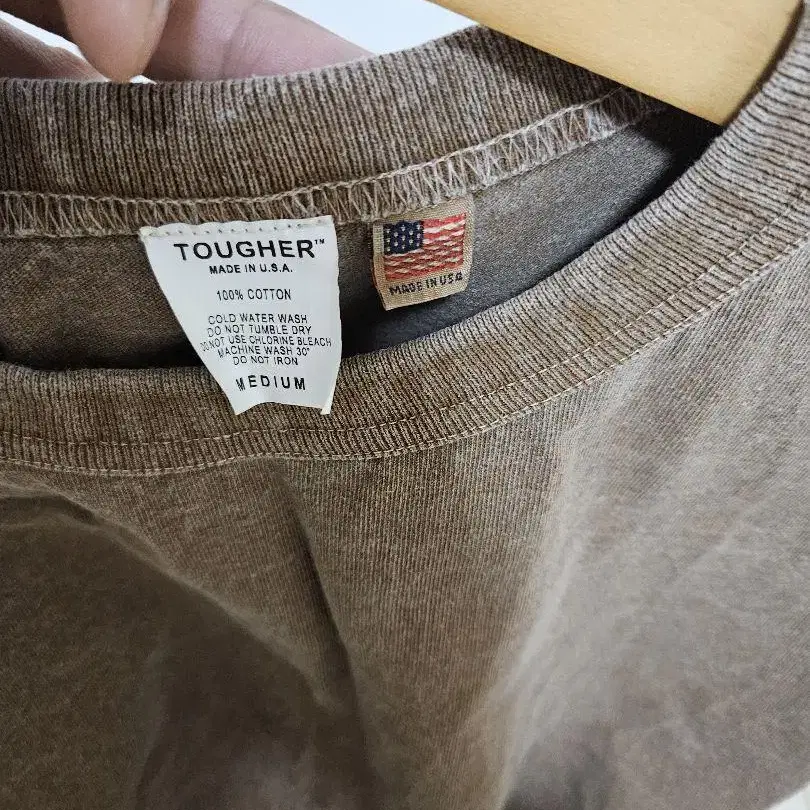 TOUGHER™
MADE IN U.S.A.
100% COTTON
COLD WATER WASH
DO NOT TUMBLE DRY
DO NOT USE CHLORINE BLEACH
MACHINE WASH 30°
DO NOT IRON
MEDIUM
MADE IN USA